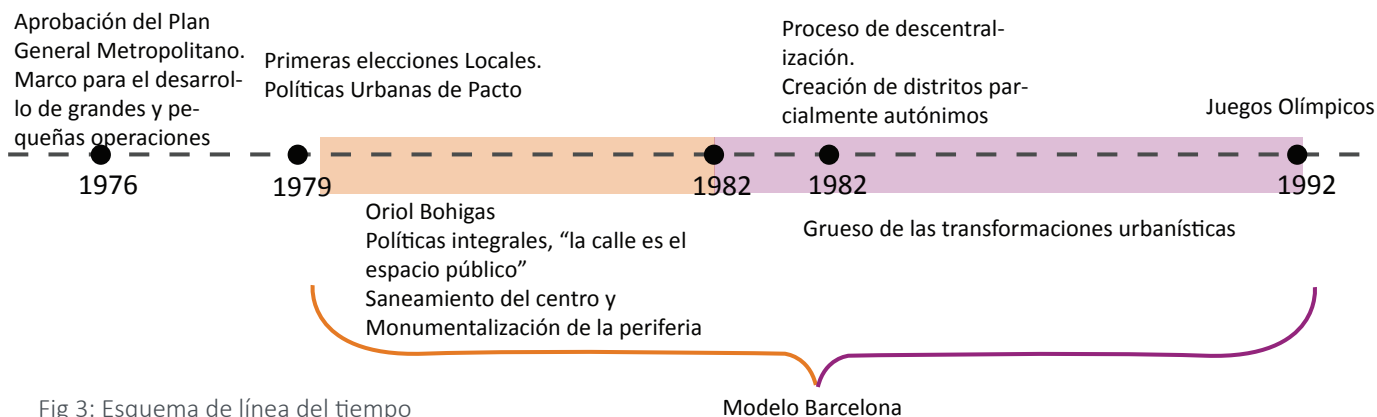 Aprobación del Plan
General Metropolitano.
Marco para el desarro-
llo de grandes y pe-
queñas operaciones
1976
Primeras elecciones Locales.
Políticas Urbanas de Pacto
1979
Oriol Bohigas
Políticas integrales, “la calle es el
espacio público”
Saneamiento del centro y
Monumentalización de la periferia
1982
Proceso de descentral-
ización.
Creación de distritos par-
cialmente autónimos
1982
Grueso de las transformaciones urbanísticas
Juegos Olímpicos
1992
Modelo Barcelona
Fig 3: Esquema de línea del tiempo